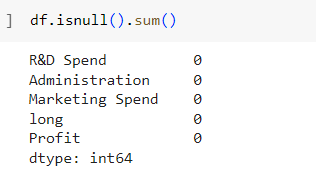 ] df.isnull().sum()
R&D Spend 0
Administration 0
Marketing Spend 0
long 0
Profit 0
dtype: int64